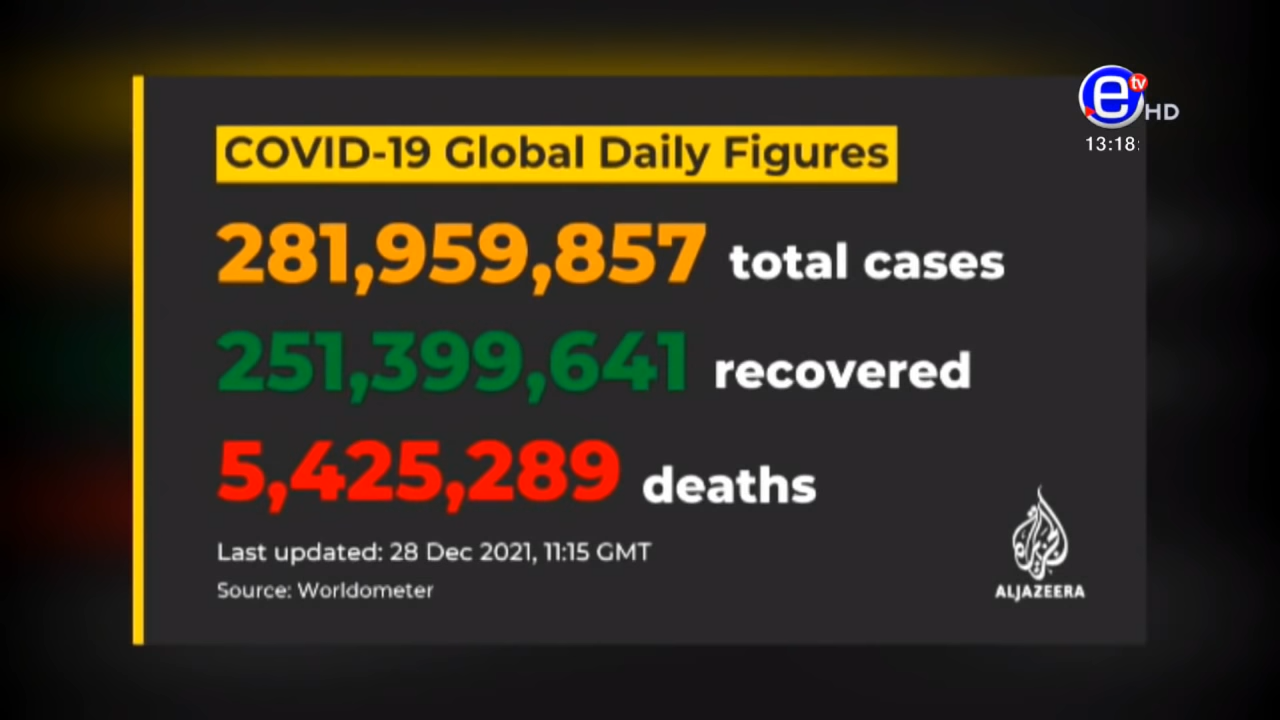 e tv HD
13:18:
COVID-19 Global Daily Figures
281,959,857 total cases
251,399,641 recovered
5,425,289 deaths
Last updated: 28 Dec 2021, 11:15 GMT
Source: Worldometer
ALJAZEERA